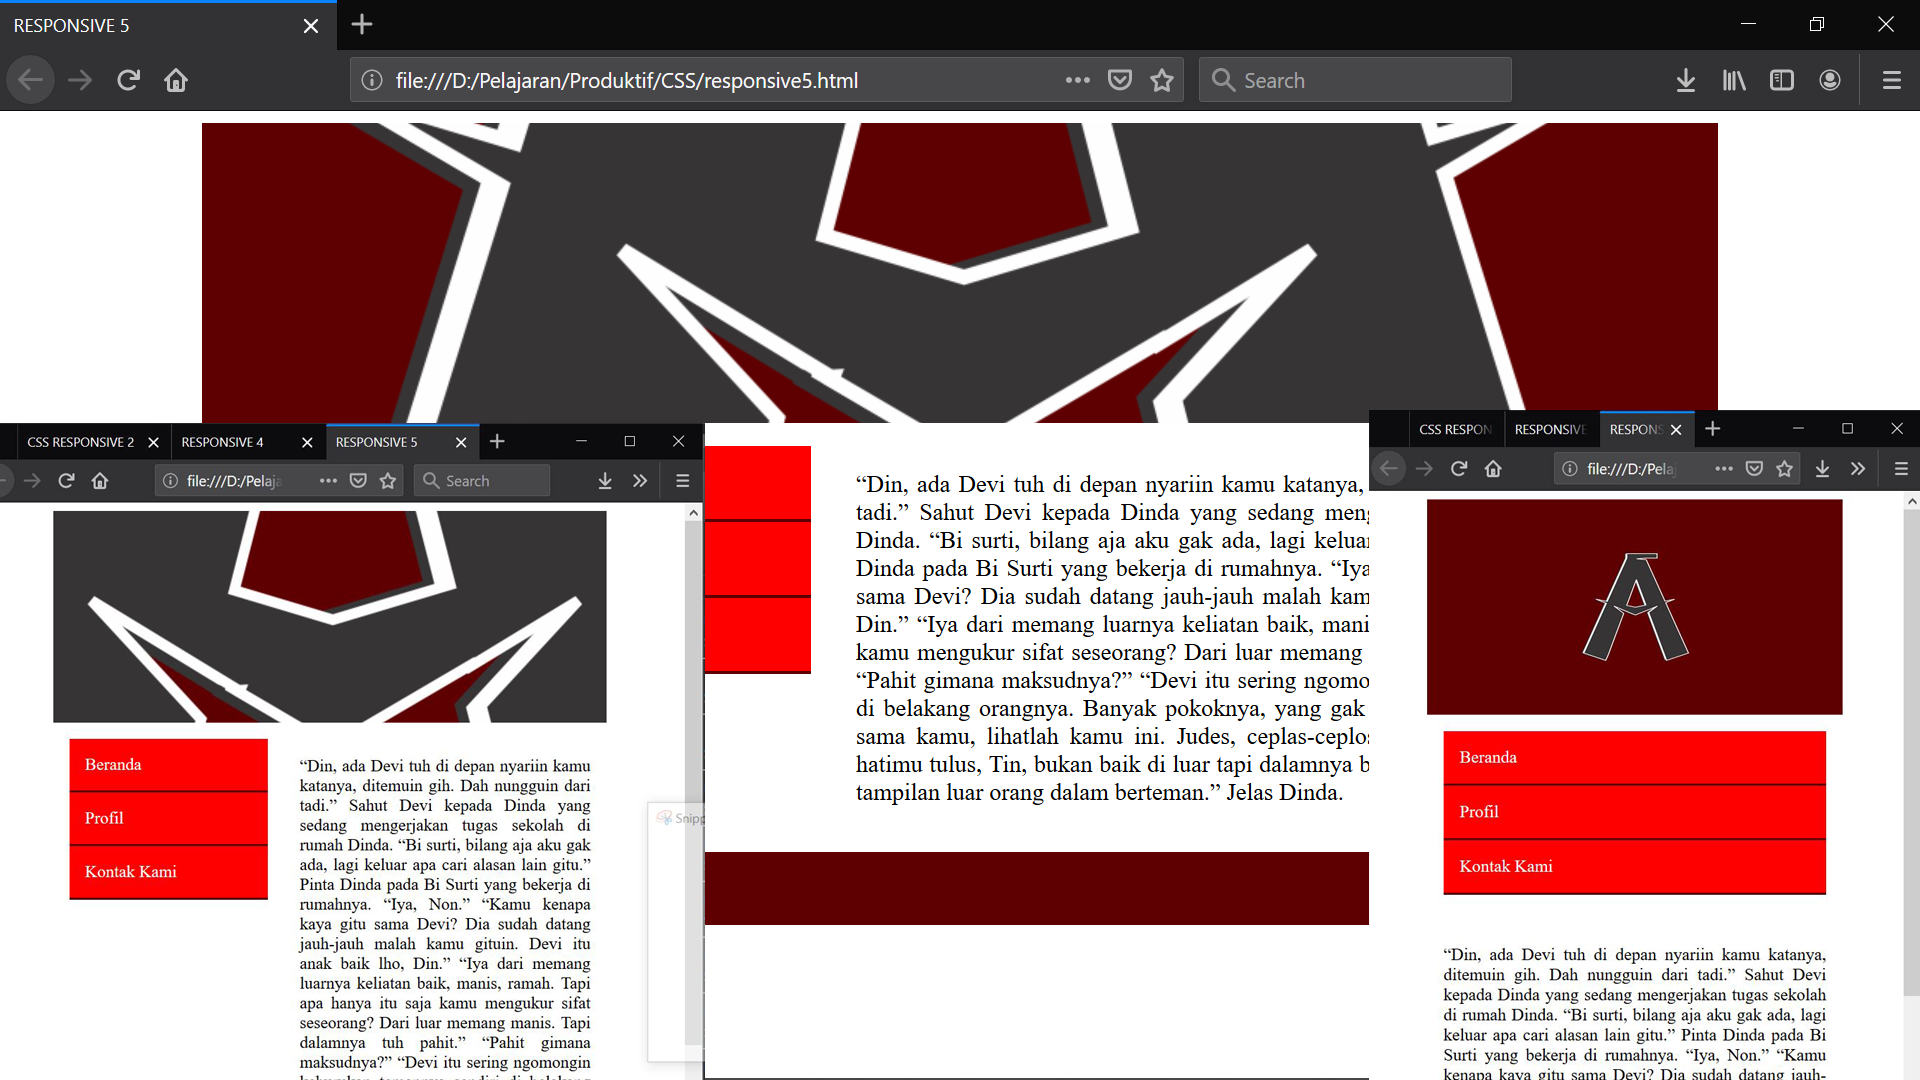 RESPONSIVE 5
file:///D:/Pelajaran/Produktif/CSS/responsive5.html
Search
CSS RESPONSIVE 2
RESPONSIVE 4
RESPONSIVE 5
file:///D:/Pelaja
Search
Beranda
Profil
Kontak Kami
“Din, ada Devi tuh di depan nyariin kamu
katanya, ditemuin gih. Dah nungguin dari
tadi.” Sahut Devi kepada Dinda yang
sedang mengerjakan tugas sekolah di
rumah Dinda. “Bi surti, bilang aja aku gak
ada, lagi keluar apa cari alasan lain gitu.”
Pinta Dinda pada Bi Surti yang bekerja di
rumahnya. “Iya, Non.” “Kamu kenapa
kaya gitu sama Devi? Dia sudah datang
jauh-jauh malah kamu gituin. Devi itu
anak baik lho, Din.” “Iya dari memang
luarnya keliatan baik, manis, ramah. Tapi
apa hanya itu saja kamu mengukur sifat
seseorang? Dari luar memang manis. Tapi
dalamnya tuh pahit.” “Pahit gimana
maksudnya?” “Devi itu sering ngomongin
Snipp
“Din, ada Devi tuh di depan nyariin kamu katanya,
tadi.” Sahut Devi kepada Dinda yang sedang meng
Dinda. “Bi surti, bilang aja aku gak ada, lagi keluar
Dinda pada Bi Surti yang bekerja di rumahnya. “Iya
sama Devi? Dia sudah datang jauh-jauh malah kam
Din.” “Iya dari memang luarnya keliatan baik, mani
kamu mengukur sifat seseorang? Dari luar memang
“Pahit gimana maksudnya?” “Devi itu sering ngomo
di belakang orangnya. Banyak pokoknya, yang gak
sama kamu, lihatlah kamu ini. Judes, ceplas-ceplos
hatimu tulus, Tin, bukan baik di luar tapi dalamnya b
tampilan luar orang dalam berteman.” Jelas Dinda.
CSS RESPON
RESPONSIVE
RESPONS
file:///D:/Pelaj
Beranda
Profil
Kontak Kami
“Din, ada Devi tuh di depan nyariin kamu katanya,
ditemuin gih. Dah nungguin dari tadi.” Sahut Devi
kepada Dinda yang sedang mengerjakan tugas sekolah
di rumah Dinda. “Bi surti, bilang aja aku gak ada, lagi
keluar apa cari alasan lain gitu.” Pinta Dinda pada Bi
Surti yang bekerja di rumahnya. “Iya, Non.” “Kamu
kenapa kaya gitu sama Devi? Dia sudah datang jauh-